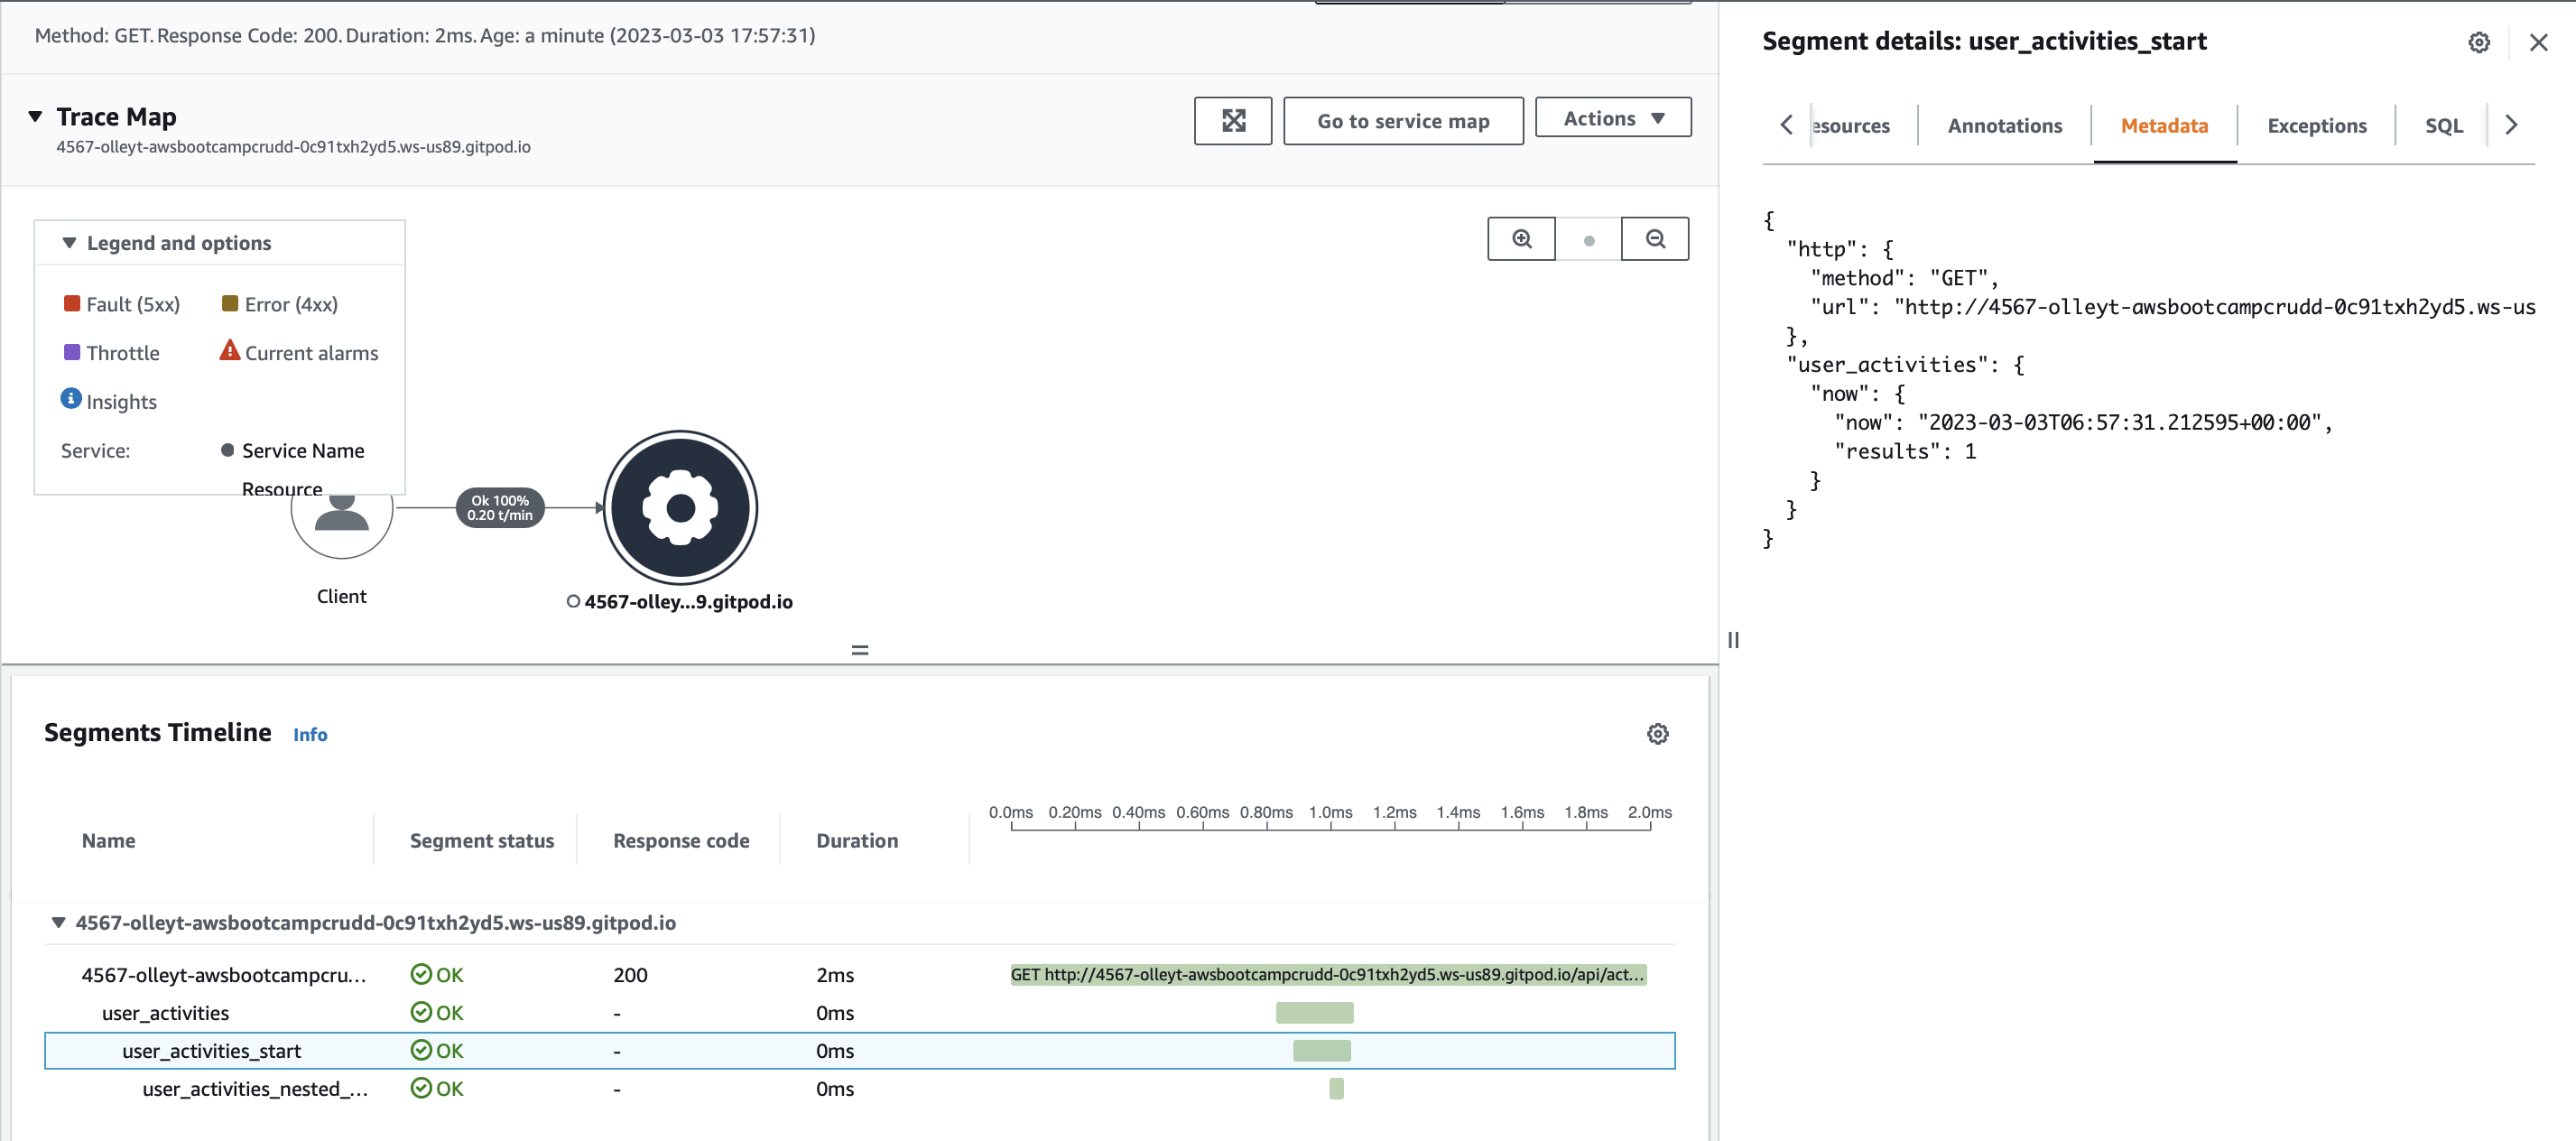 Method: GET. Response Code: 200. Duration: 2ms. Age: a minute (2023-03-03 17:57:31)
Trace Map
4567-olleyt-awsbootcampcrudd-0c91txh2yd5.ws-us89.gitpod.io
Go to service map
Actions
Legend and options
Fault (5xx)
Error (4xx)
Throttle
Current alarms
Insights
Service:
Service Name
Resource
Ok 100%
0.20 t/min
Client
4567-olley...9.gitpod.io
Segments Timeline
Info
Name
Segment status
Response code
Duration
0.0ms 0.20ms 0.40ms 0.60ms 0.80ms 1.0ms 1.2ms 1.4ms 1.6ms 1.8ms 2.0ms
4567-olleyt-awsbootcampcrudd-0c91txh2yd5.ws-us89.gitpod.io
4567-olleyt-awsbootcampcru... OK 200 2ms GET http://4567-olleyt-awsbootcampcrudd-0c91txh2yd5.ws-us89.gitpod.io/api/act...
user_activities OK - 0ms
user_activities_start OK - 0ms
user_activities_nested_... OK - 0ms
Segment details: user_activities_start
esources
Annotations
Metadata
Exceptions
SQL
{
"http": {
"method": "GET",
"url": "http://4567-olleyt-awsbootcampcrudd-0c91txh2yd5.ws-us
},
"user_activities": {
"now": {
"now": "2023-03-03T06:57:31.212595+00:00",
"results": 1
}
}
}